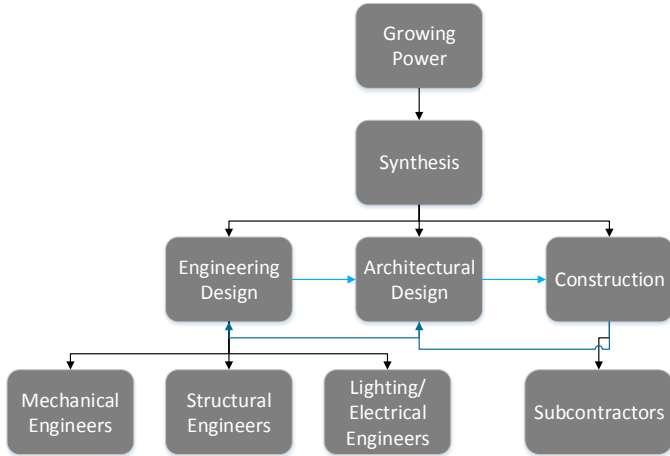 Growing
Power
Synthesis
Engineering
Design
Architectural
Design
Construction
Mechanical
Engineers
Structural
Engineers
Lighting/
Electrical
Engineers
Subcontractors